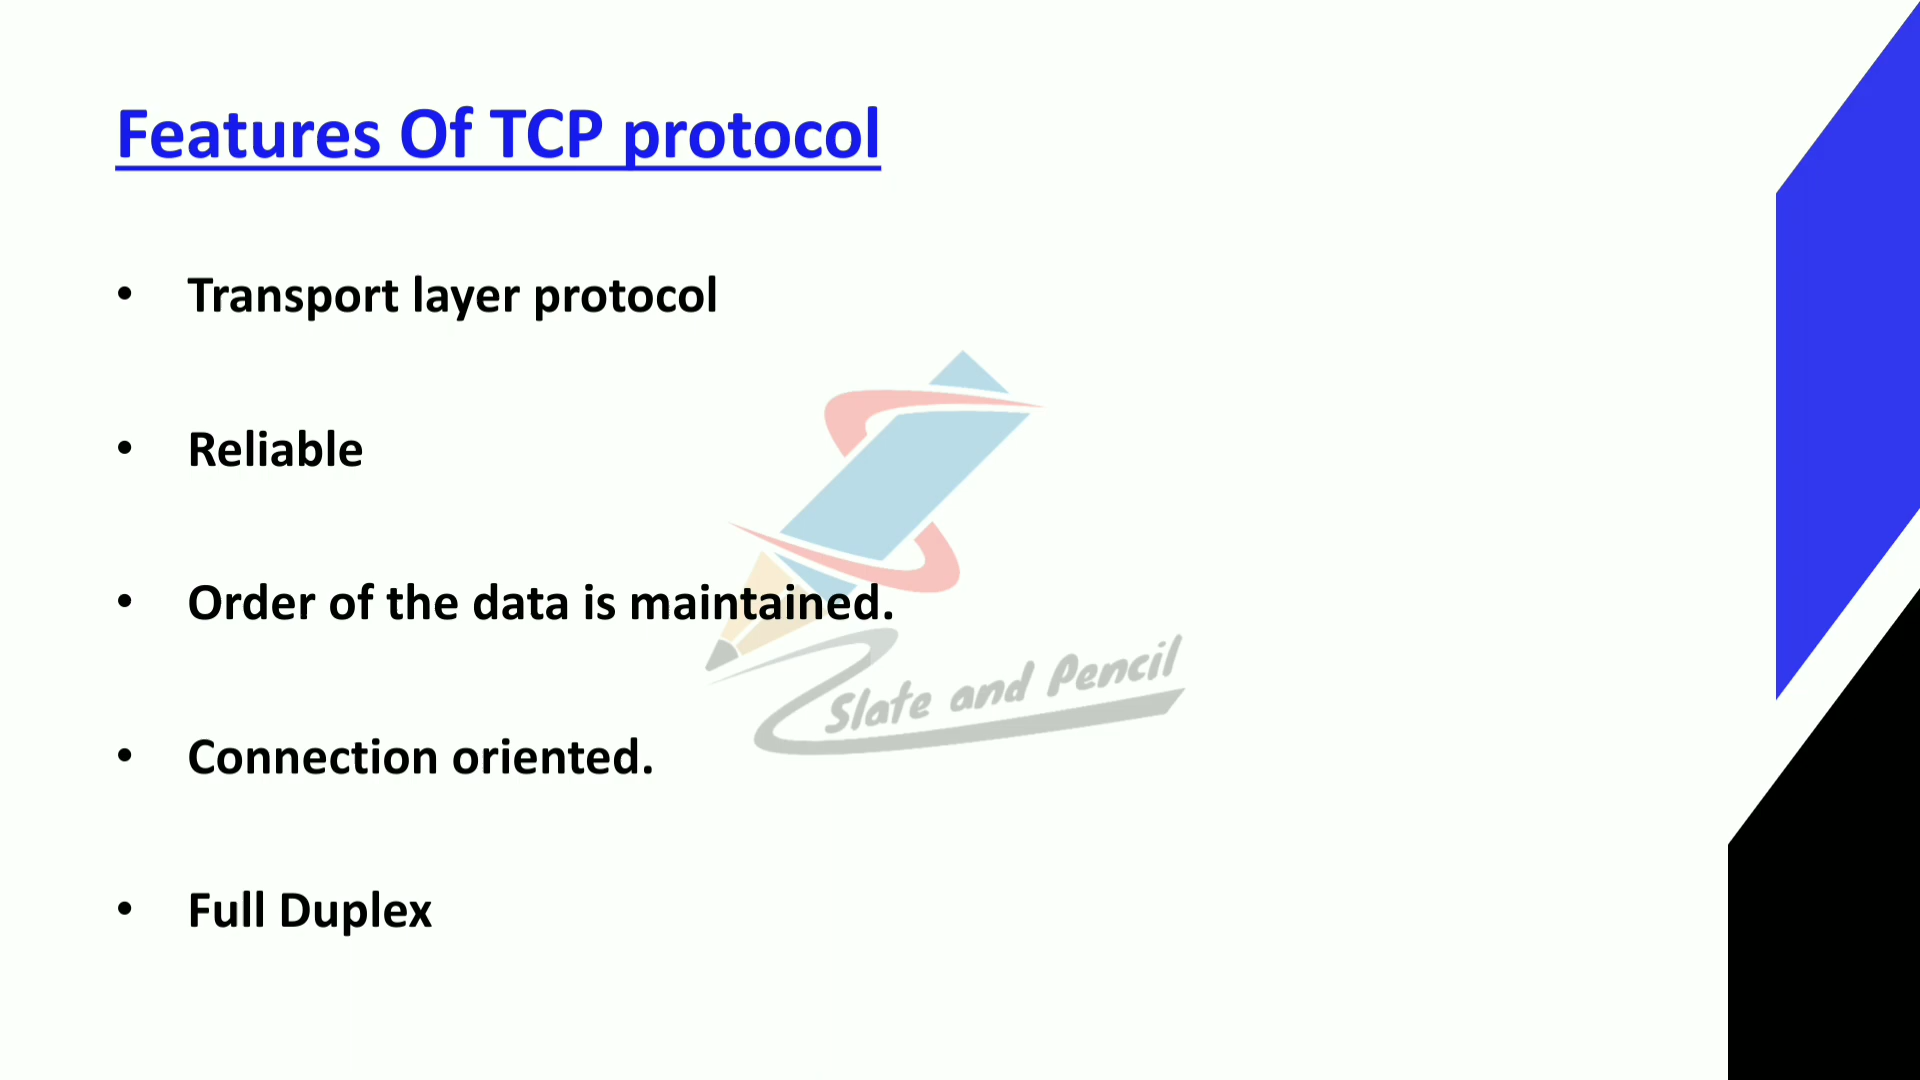 Features Of TCP protocol
• Transport layer protocol
• Reliable
• Order of the data is maintained.
Slate and Pencil
• Connection oriented.
• Full Duplex